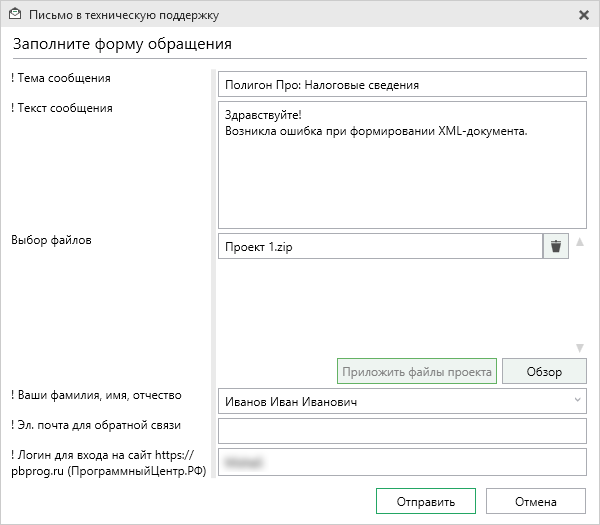 Письмо в техническую поддержку
Заполните форму обращения
! Тема сообщения
Полигон Про: Налоговые сведения
! Текст сообщения
Здравствуйте!
Возникла ошибка при формировании XML-документа.
Выбор файлов
Проект 1.zip
Приложить файлы проекта
Обзор
! Ваши фамилия, имя, отчество
Иванов Иван Иванович
! Эл. почта для обратной связи
! Логин для входа на сайт https://
pbprog.ru (ПрограммныйЦентр.РФ)
Отправить
Отмена